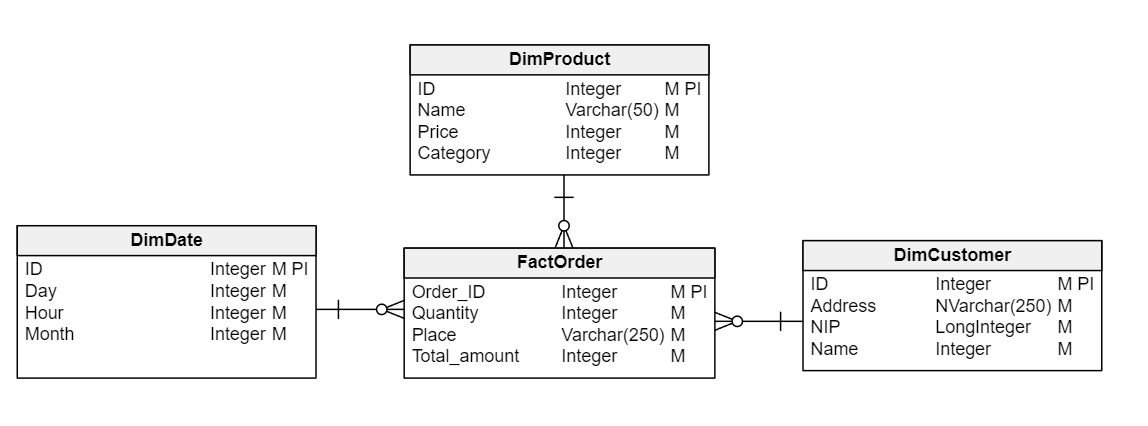 DimProduct
ID Integer M PI
Name Varchar(50) M
Price Integer M
Category Integer M
DimDate
ID Integer M PI
Day Integer M
Hour Integer M
Month Integer M
FactOrder
Order_ID Integer M PI
Quantity Integer M
Place Varchar(250) M
Total_amount Integer M
DimCustomer
ID Integer M PI
Address NVarchar(250) M
NIP LongInteger M
Name Integer M